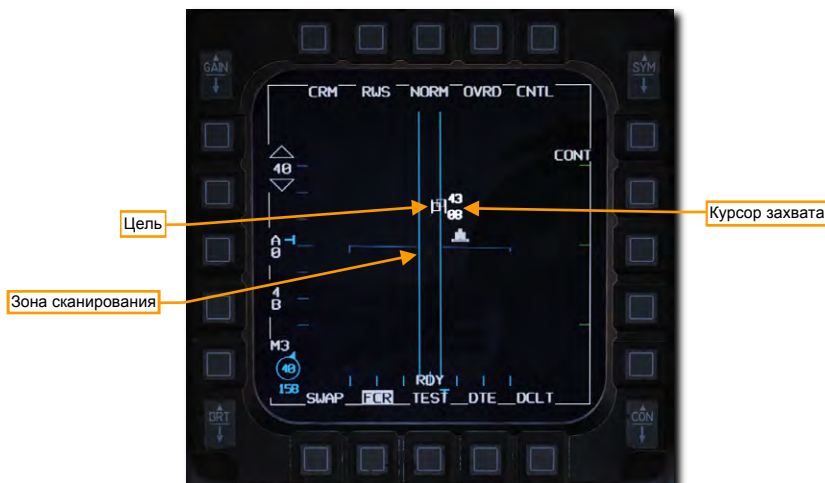 GAIN
SYM
CRM RWS NORM OVRD CNTL
CONT
40
43
08
Цель
Курсор захвата
A
0
Зона сканирования
4
B
M3
40
15B
RDY
SWAP FCR TEST DTE DCLT
BRT
CON